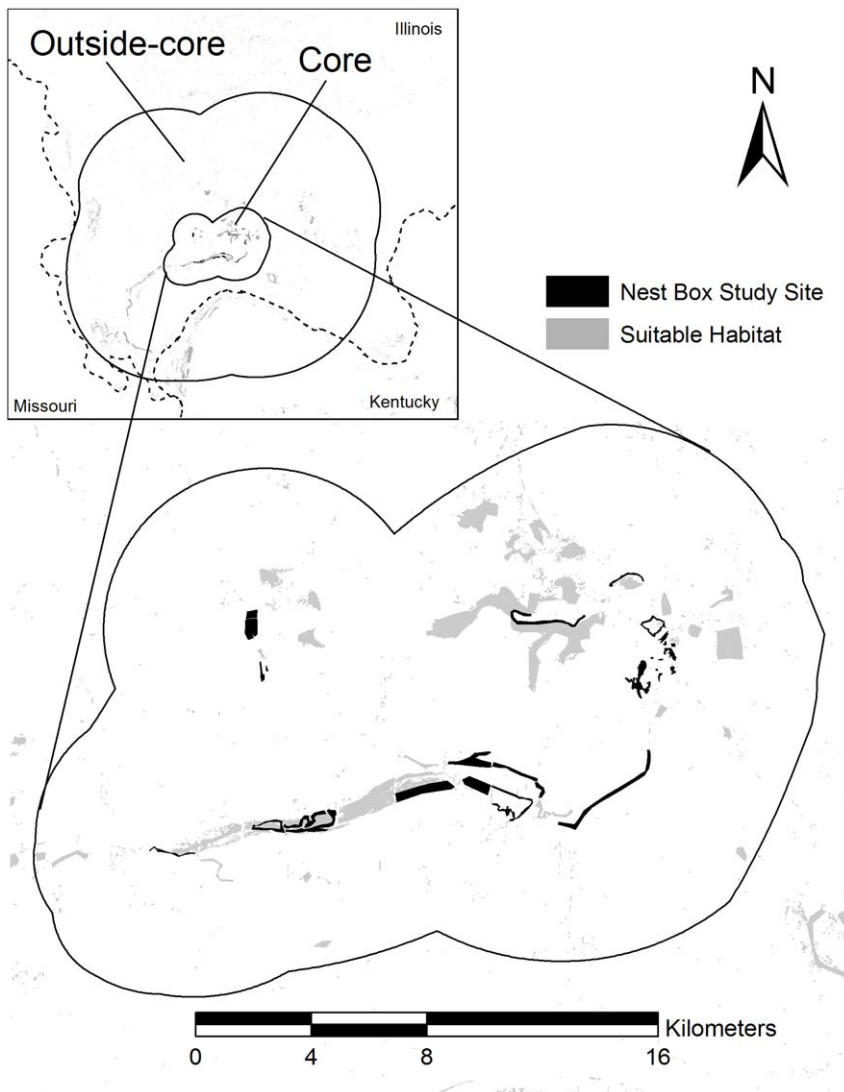 Illinois
Outside-core
Core
N
Nest Box Study Site
Suitable Habitat
Missouri
Kentucky
Kilometers
0 4 8 16